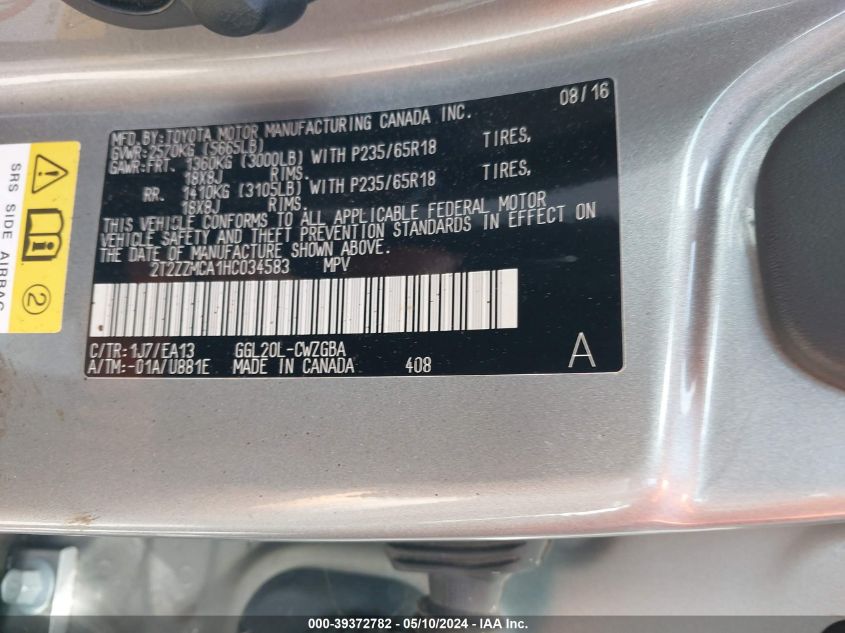 08/16
MFD.BY:TOYOTA MOTOR MANUFACTURING CANADA INC.
GVWR:2570KG (5665LB)
GAWR:FRT. 1360KG (3000LB) WITH P235/65R18 TIRES,
18X8J RIMS.
RR. 1410KG (3105LB) WITH P235/65R18 TIRES,
18X8J RIMS.
THIS VEHICLE CONFORMS TO ALL APPLICABLE FEDERAL MOTOR
VEHICLE SAFETY AND THEFT PREVENTION STANDARDS IN EFFECT ON
THE DATE OF MANUFACTURE SHOWN ABOVE.
2T2ZZMCA1HC034583 MPV
C/TR:1J7/EA13 GGL20L-CWZGBA
A/TM:-01A/U881E MADE IN CANADA 408 A
SRS SIDE AIRBAG
2
000-39372782 - 05/10/2024 - IAA Inc.